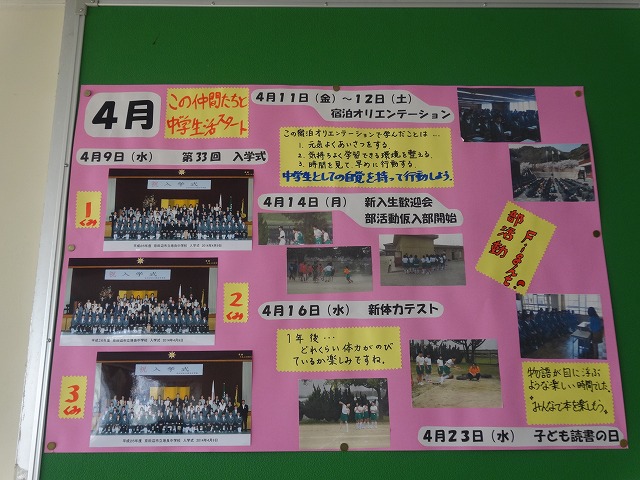 4月
この仲間たちと
中学生活スタート
4月9日（水） 第33回 入学式
1くみ
入学式
2くみ
入学式
3くみ
入学式
4月11日（金）～12日（土）
宿泊オリエンテーション
この宿泊オリエンテーションで学んだことは…
1. 元気よくあいさつをする。
2. 気持ちよく学習できる環境を整える。
3. 時間を見て、早めに行動する。
中学生としての自覚を持って行動しよう。
4月14日（月） 新入生歓迎会
部活動仮入部開始
部活動
Fight
4月16日（水） 新体力テスト
1年後…
どれくらい体力がのび
ているか楽しみですね。
物語が目に浮ぶ
ような楽しい時間でした。
みんなで本を楽しもう。
4月23日（水） 子ども読書の日